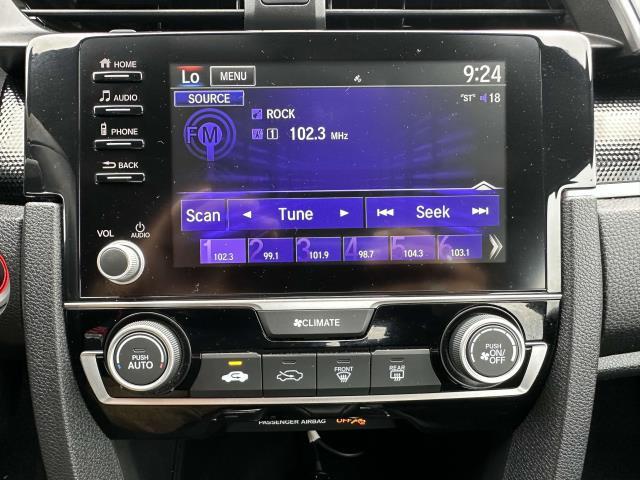 HOME
AUDIO
PHONE
BACK
VOL
AUDIO
Lo MENU 9:24
SOURCE "ST" 18
FM
ROCK
1 102.3 MHz
Scan Tune Seek
1 102.3 2 99.1 3 101.9 4 98.7 5 104.3 6 103.1
CLIMATE
PUSH AUTO
FRONT
REAR
PUSH ON/OFF
PASSENGER AIRBAG OFF